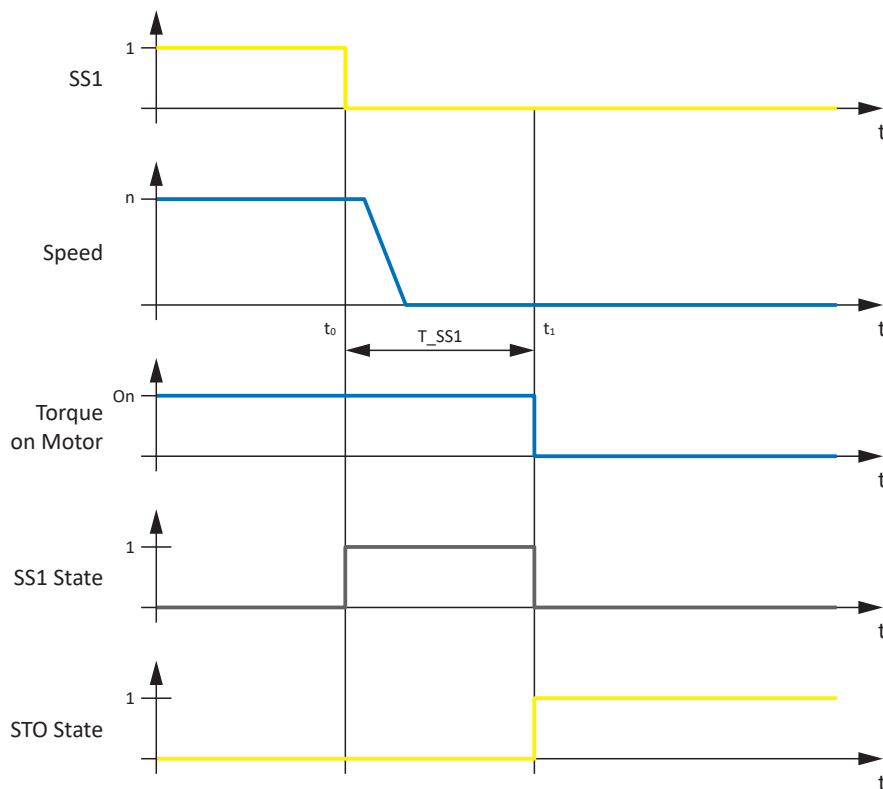 1
SS1
t
n
Speed
t
t₀
T_SS1
t₁
On
Torque
on Motor
t
1
SS1 State
t
1
STO State
t